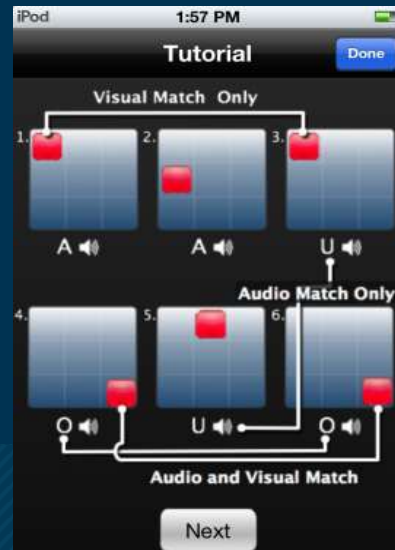 iPod 1:57 PM
Tutorial Done
Visual Match Only
1. 2. 3.
A A U
Audio Match Only
4. 5. 6.
O U O
Audio and Visual Match
Next